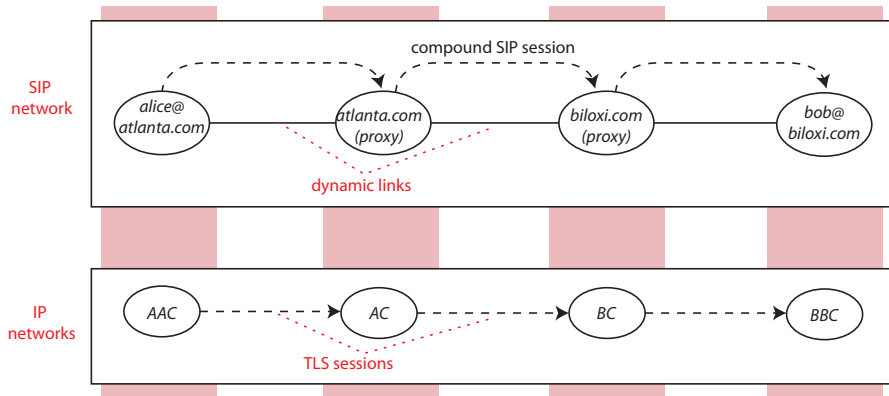 compound SIP session
SIP
network
alice@
atlanta.com
atlanta.com
(proxy)
biloxi.com
(proxy)
bob@
biloxi.com
dynamic links
IP
networks
AAC
AC
BC
BBC
TLS sessions